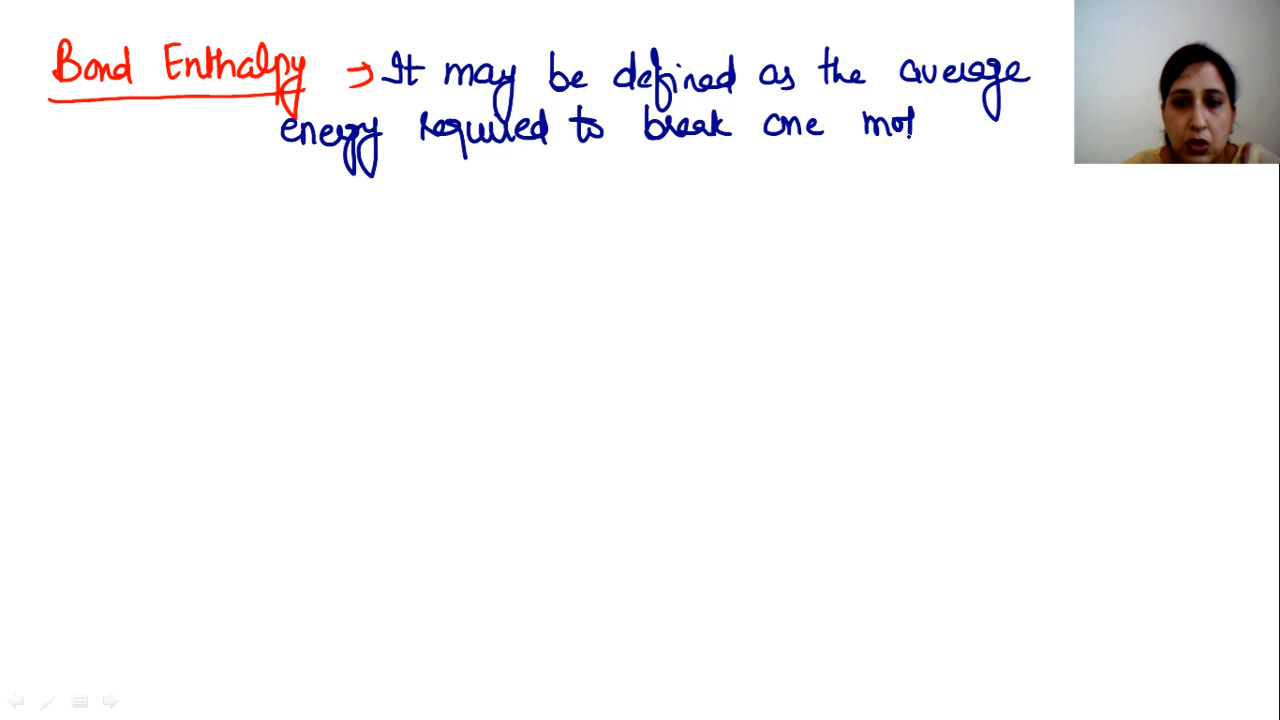 Bond Enthalpy → It may be defined as the average
energy required to break one mol